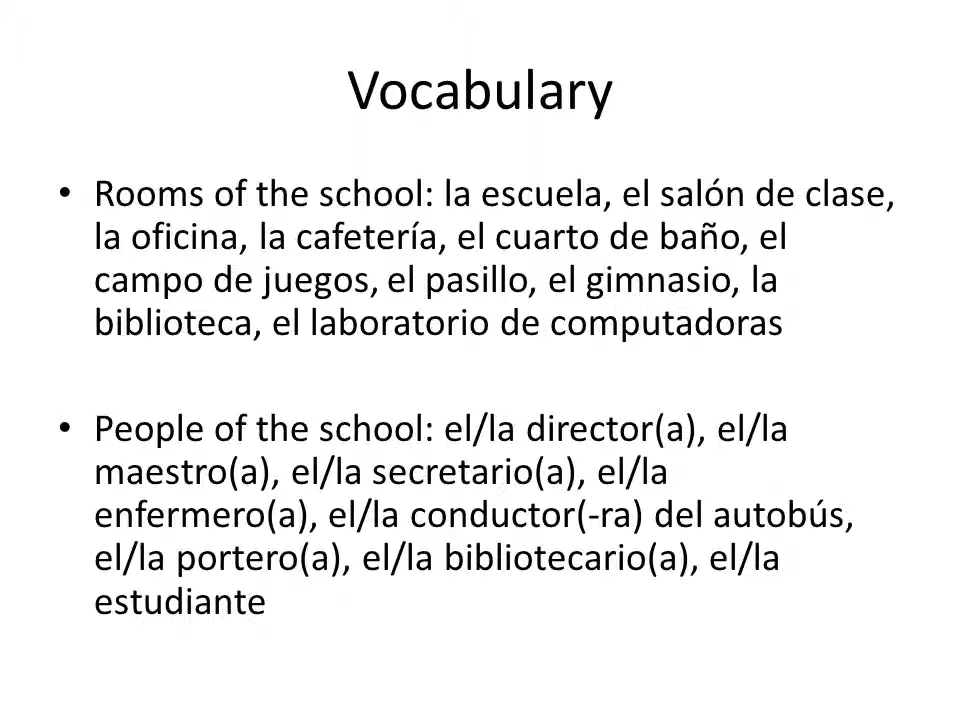 Vocabulary
• Rooms of the school: la escuela, el salón de clase,
la oficina, la cafetería, el cuarto de baño, el
campo de juegos, el pasillo, el gimnasio, la
biblioteca, el laboratorio de computadoras
• People of the school: el/la director(a), el/la
maestro(a), el/la secretario(a), el/la
enfermero(a), el/la conductor(-ra) del autobús,
el/la portero(a), el/la bibliotecario(a), el/la
estudiante